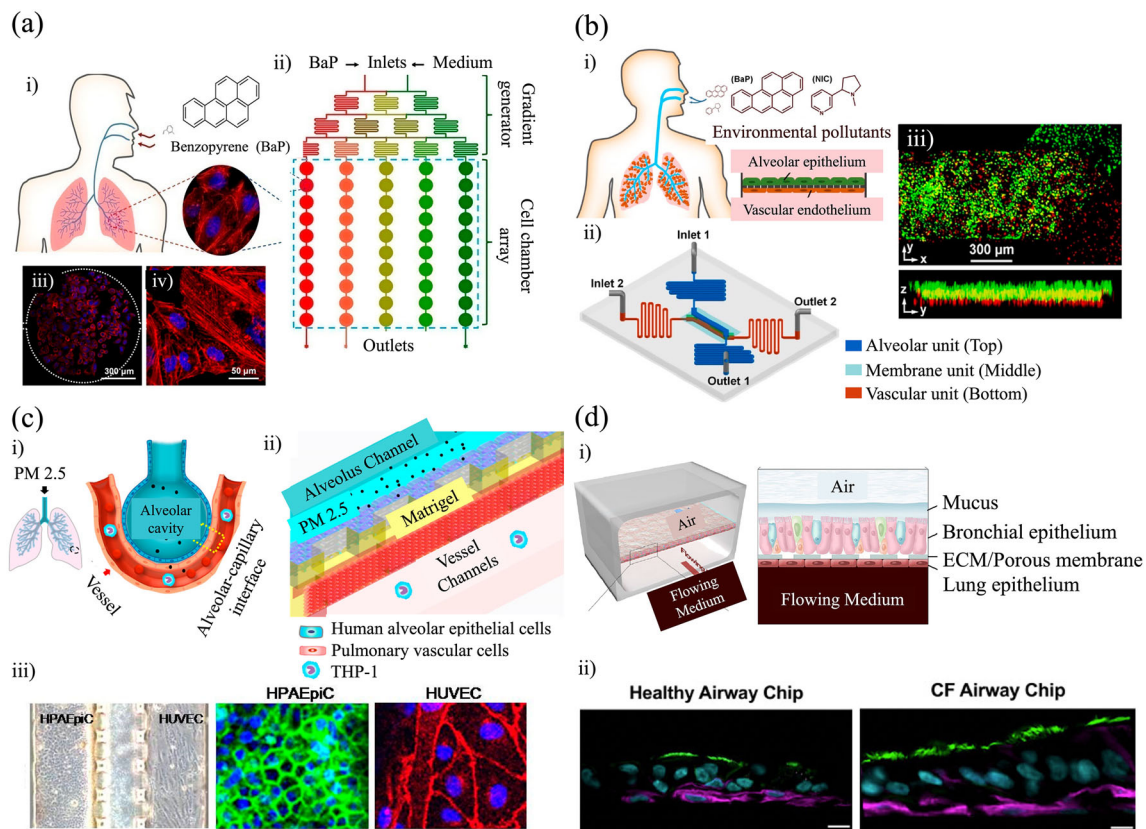 (a)
i)
Benzopyrene (BaP)
ii)
BaP → Inlets ← Medium
Gradient
generator
Cell chamber
array
Outlets
iii)
300 μm
iv)
50 μm
(b)
i)
(BaP)
(NIC)
N
N
Environmental pollutants
Alveolar epithelium
Vascular endothelium
ii)
Inlet 1
Inlet 2
Outlet 2
Outlet 1
Alveolar unit (Top)
Membrane unit (Middle)
Vascular unit (Bottom)
iii)
y
x
300 μm
z
y
(c)
i)
PM 2.5
Alveolar
cavity
Vessel
Alveolar-capillary
interface
ii)
Alveolus Channel
PM 2.5
Matrigel
Vessel
Channels
Human alveolar epithelial cells
Pulmonary vascular cells
THP-1
iii)
HPAEpiC
HUVEC
HPAEpiC
HUVEC
(d)
i)
Air
Flowing
Medium
Air
Flowing Medium
Mucus
Bronchial epithelium
ECM/Porous membrane
Lung epithelium
ii)
Healthy Airway Chip
CF Airway Chip